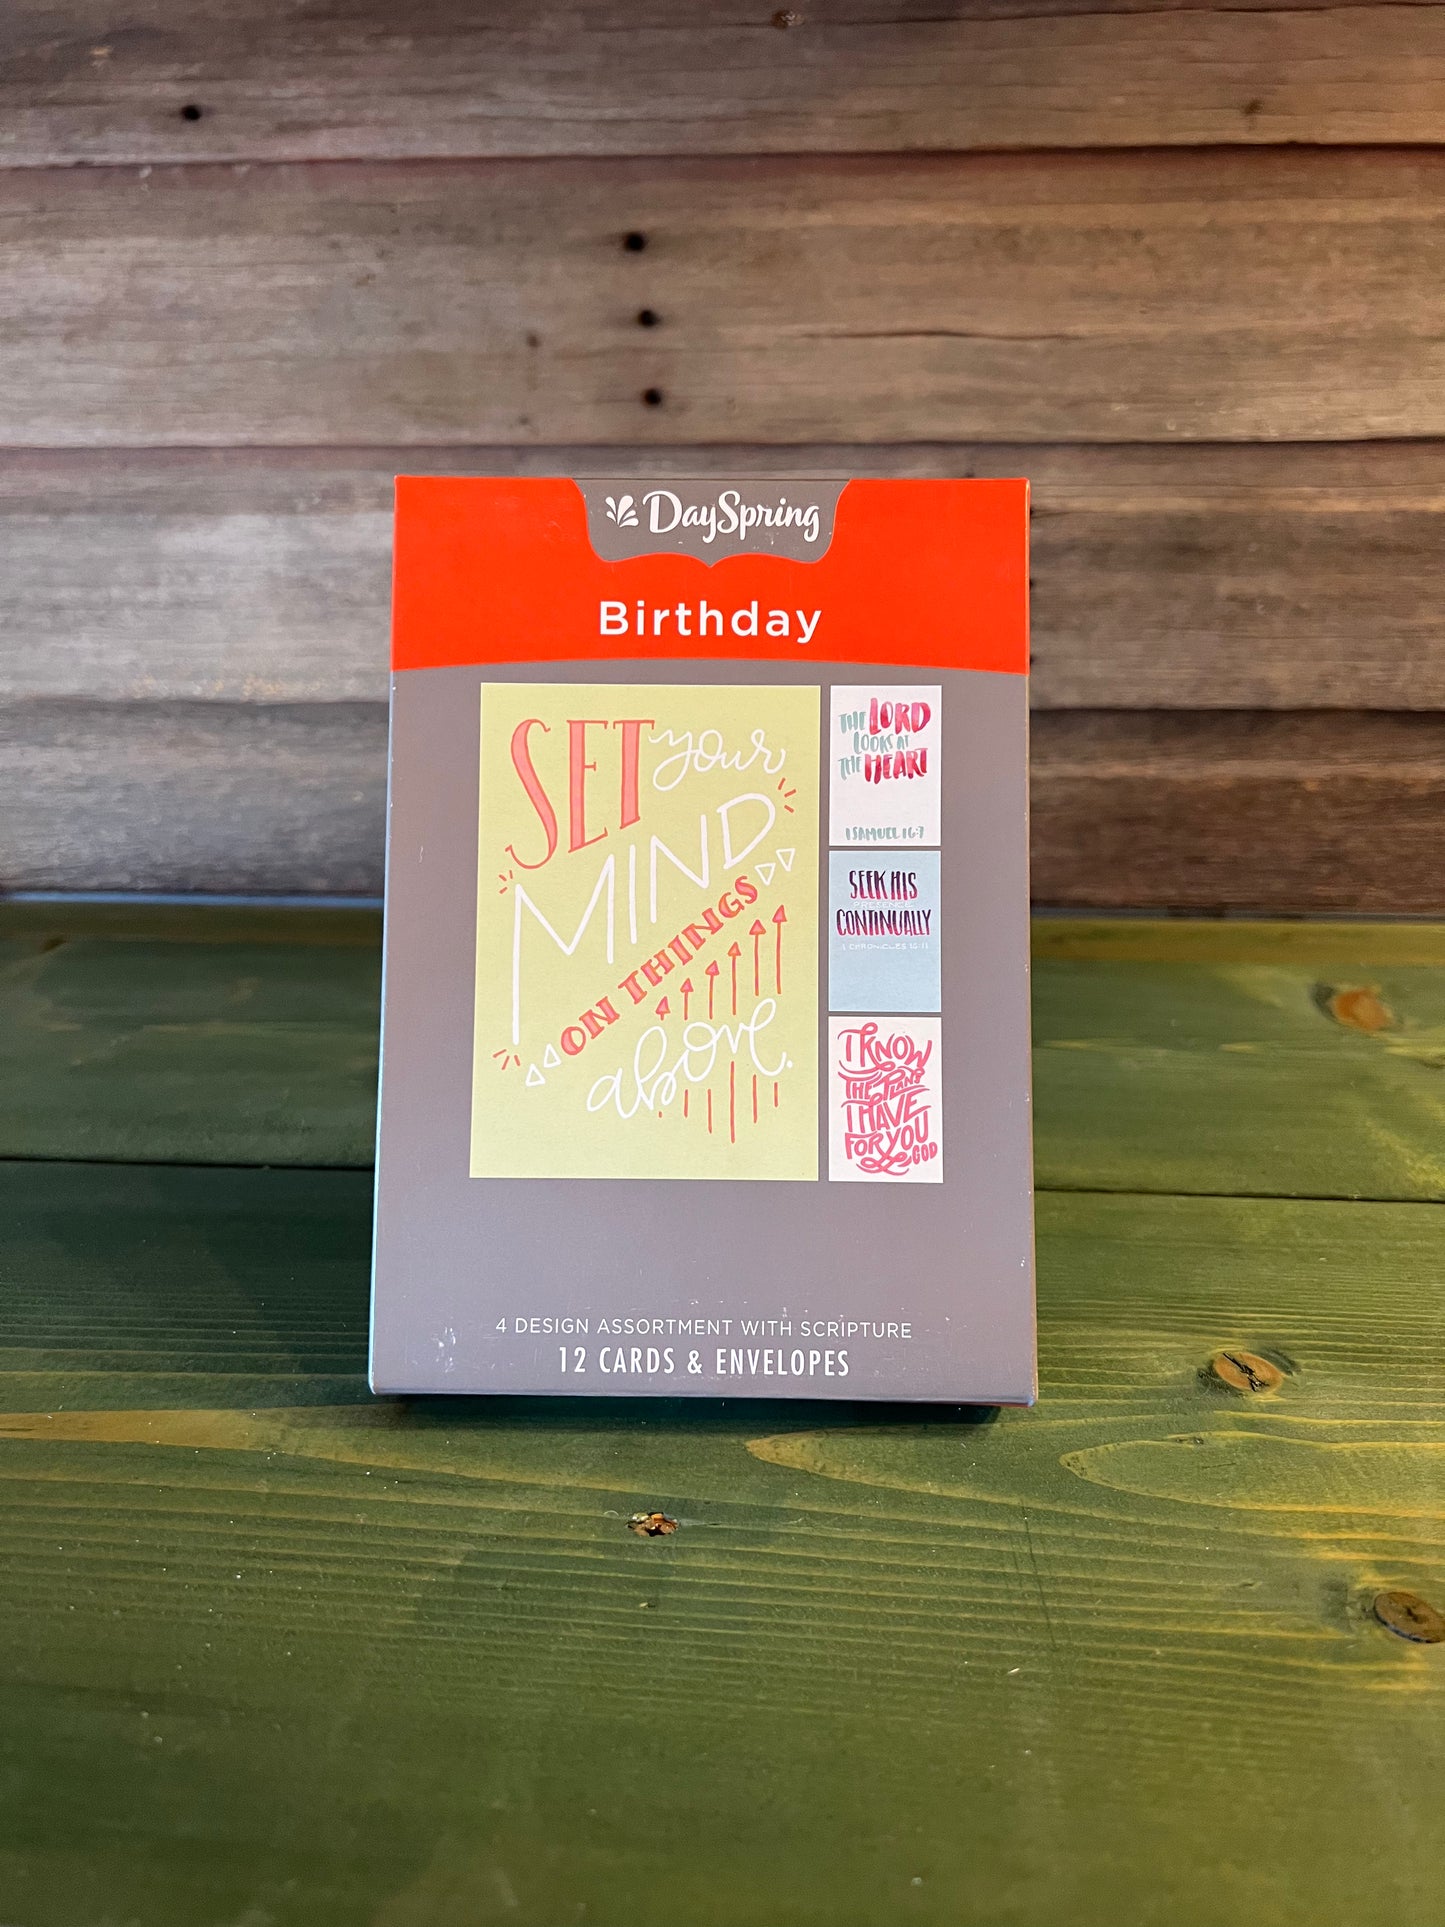 DaySpring
Birthday
SET your
MIND
ON THINGS
above.
THE LORD
LOOKS AT
THE HEART
1 SAMUEL 16:7
SEEK HIS
PRESENCE
CONTINUALLY
1 CHRONICLES 16:11
I KNOW
THE PLANS
I HAVE
FOR YOU
GOD
4 DESIGN ASSORTMENT WITH SCRIPTURE
12 CARDS & ENVELOPES